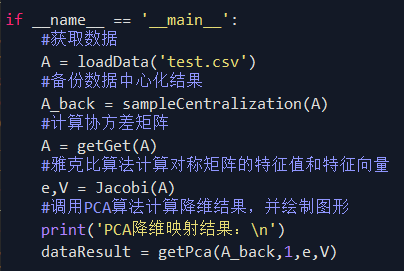 if __name__ == '__main__':
    #获取数据
    A = loadData('test.csv')
    #备份数据中心化结果
    A_back = sampleCentralization(A)
    #计算协方差矩阵
    A = getGet(A)
    #雅克比算法计算对称矩阵的特征值和特征向量
    e,V = Jacobi(A)
    #调用PCA算法计算降维结果，并绘制图形
    print('PCA降维映射结果：\n')
    dataResult = getPca(A_back,1,e,V)